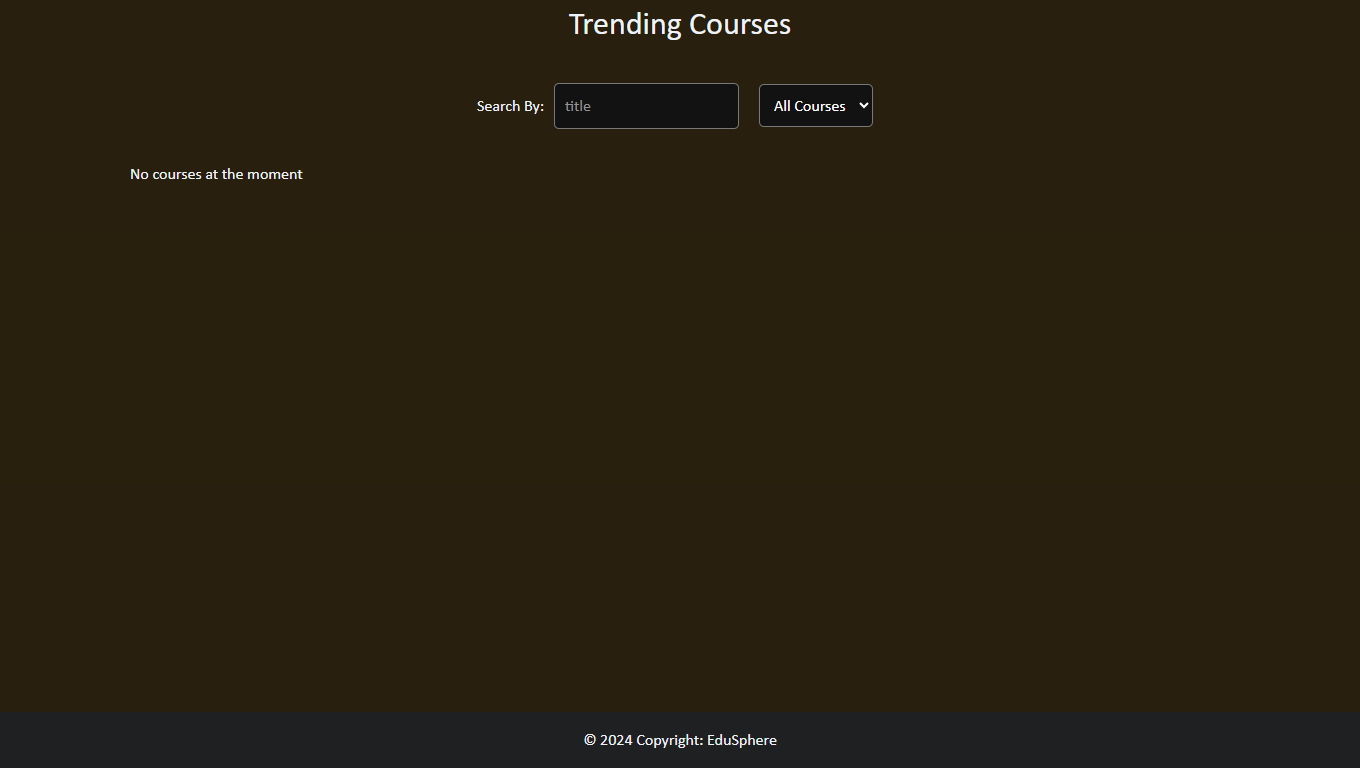 Trending Courses
Search By: title All Courses
No courses at the moment
© 2024 Copyright: EduSphere